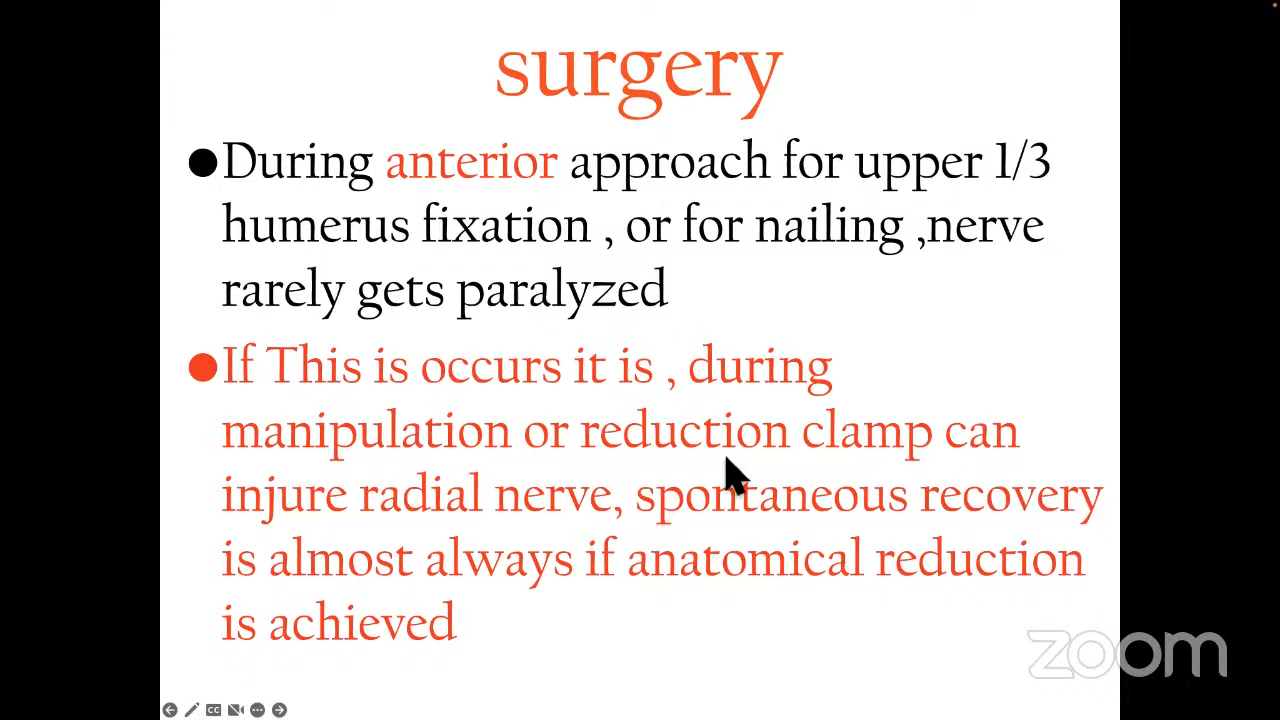 surgery
●During anterior approach for upper 1/3
humerus fixation , or for nailing ,nerve
rarely gets paralyzed
●If This is occurs it is , during
manipulation or reduction clamp can
injure radial nerve, spontaneous recovery
is almost always if anatomical reduction
is achieved
zoom
CC